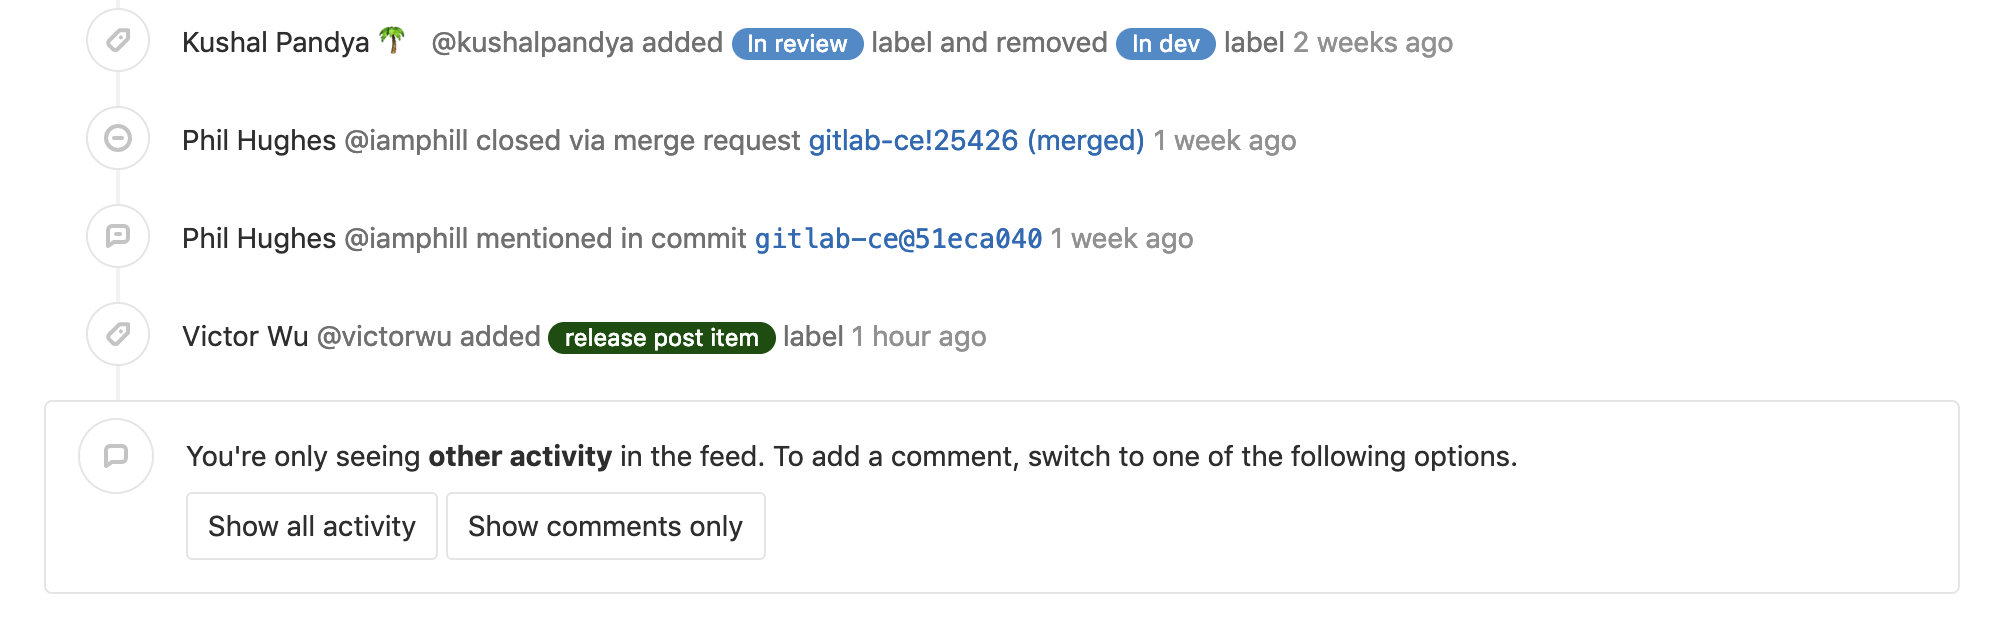 Kushal Pandya 🌴 @kushalpandya added In review label and removed In dev label 2 weeks ago
Phil Hughes @iamphill closed via merge request gitlab-ce!25426 (merged) 1 week ago
Phil Hughes @iamphill mentioned in commit gitlab-ce@51eca040 1 week ago
Victor Wu @victorwu added release post item label 1 hour ago
You're only seeing other activity in the feed. To add a comment, switch to one of the following options.
Show all activity Show comments only